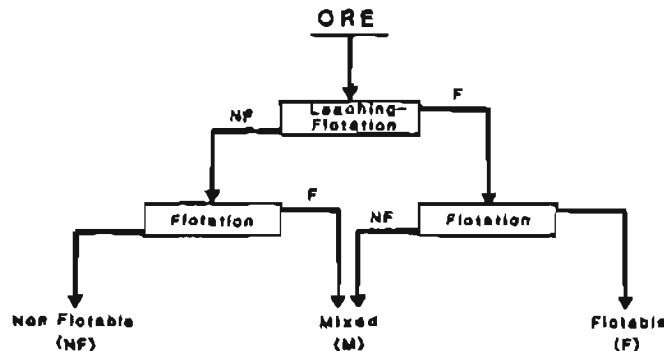 ORE
Leaching-
Flotation
NF
F
Flotation
F
NF
Flotation
Non Flotable
(NF)
Mixed
(M)
Flotable
(F)